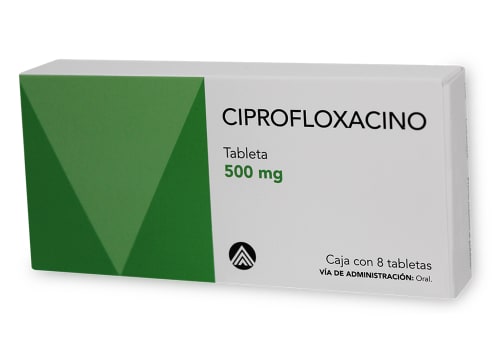 CIPROFLOXACINO
Tableta
500 mg
Caja con 8 tabletas
VÍA DE ADMINISTRACIÓN: Oral.